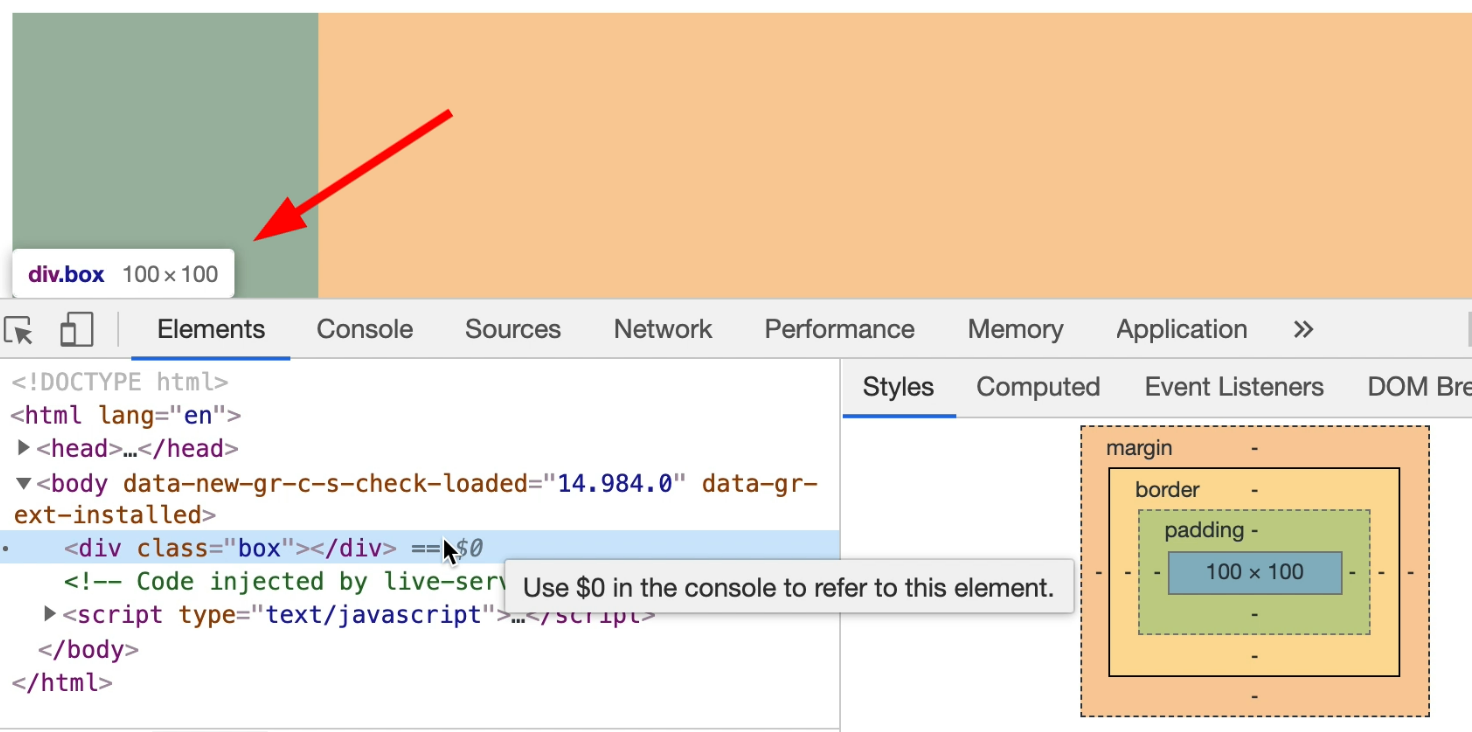 div.box 100 × 100
Elements Console Sources Network Performance Memory Application »
<!DOCTYPE html>
<html lang="en">
▶<head>…</head>
▼<body data-new-gr-c-s-check-loaded="14.984.0" data-gr-
ext-installed>
<div class="box"></div> == $0
<!-- Code injected by live-serv
Use $0 in the console to refer to this element.
▶<script type="text/javascript">…</script>
</body>
</html>
Styles Computed Event Listeners DOM Bre
margin -
border -
padding -
- - - 100 × 100 - - -
-
-
-